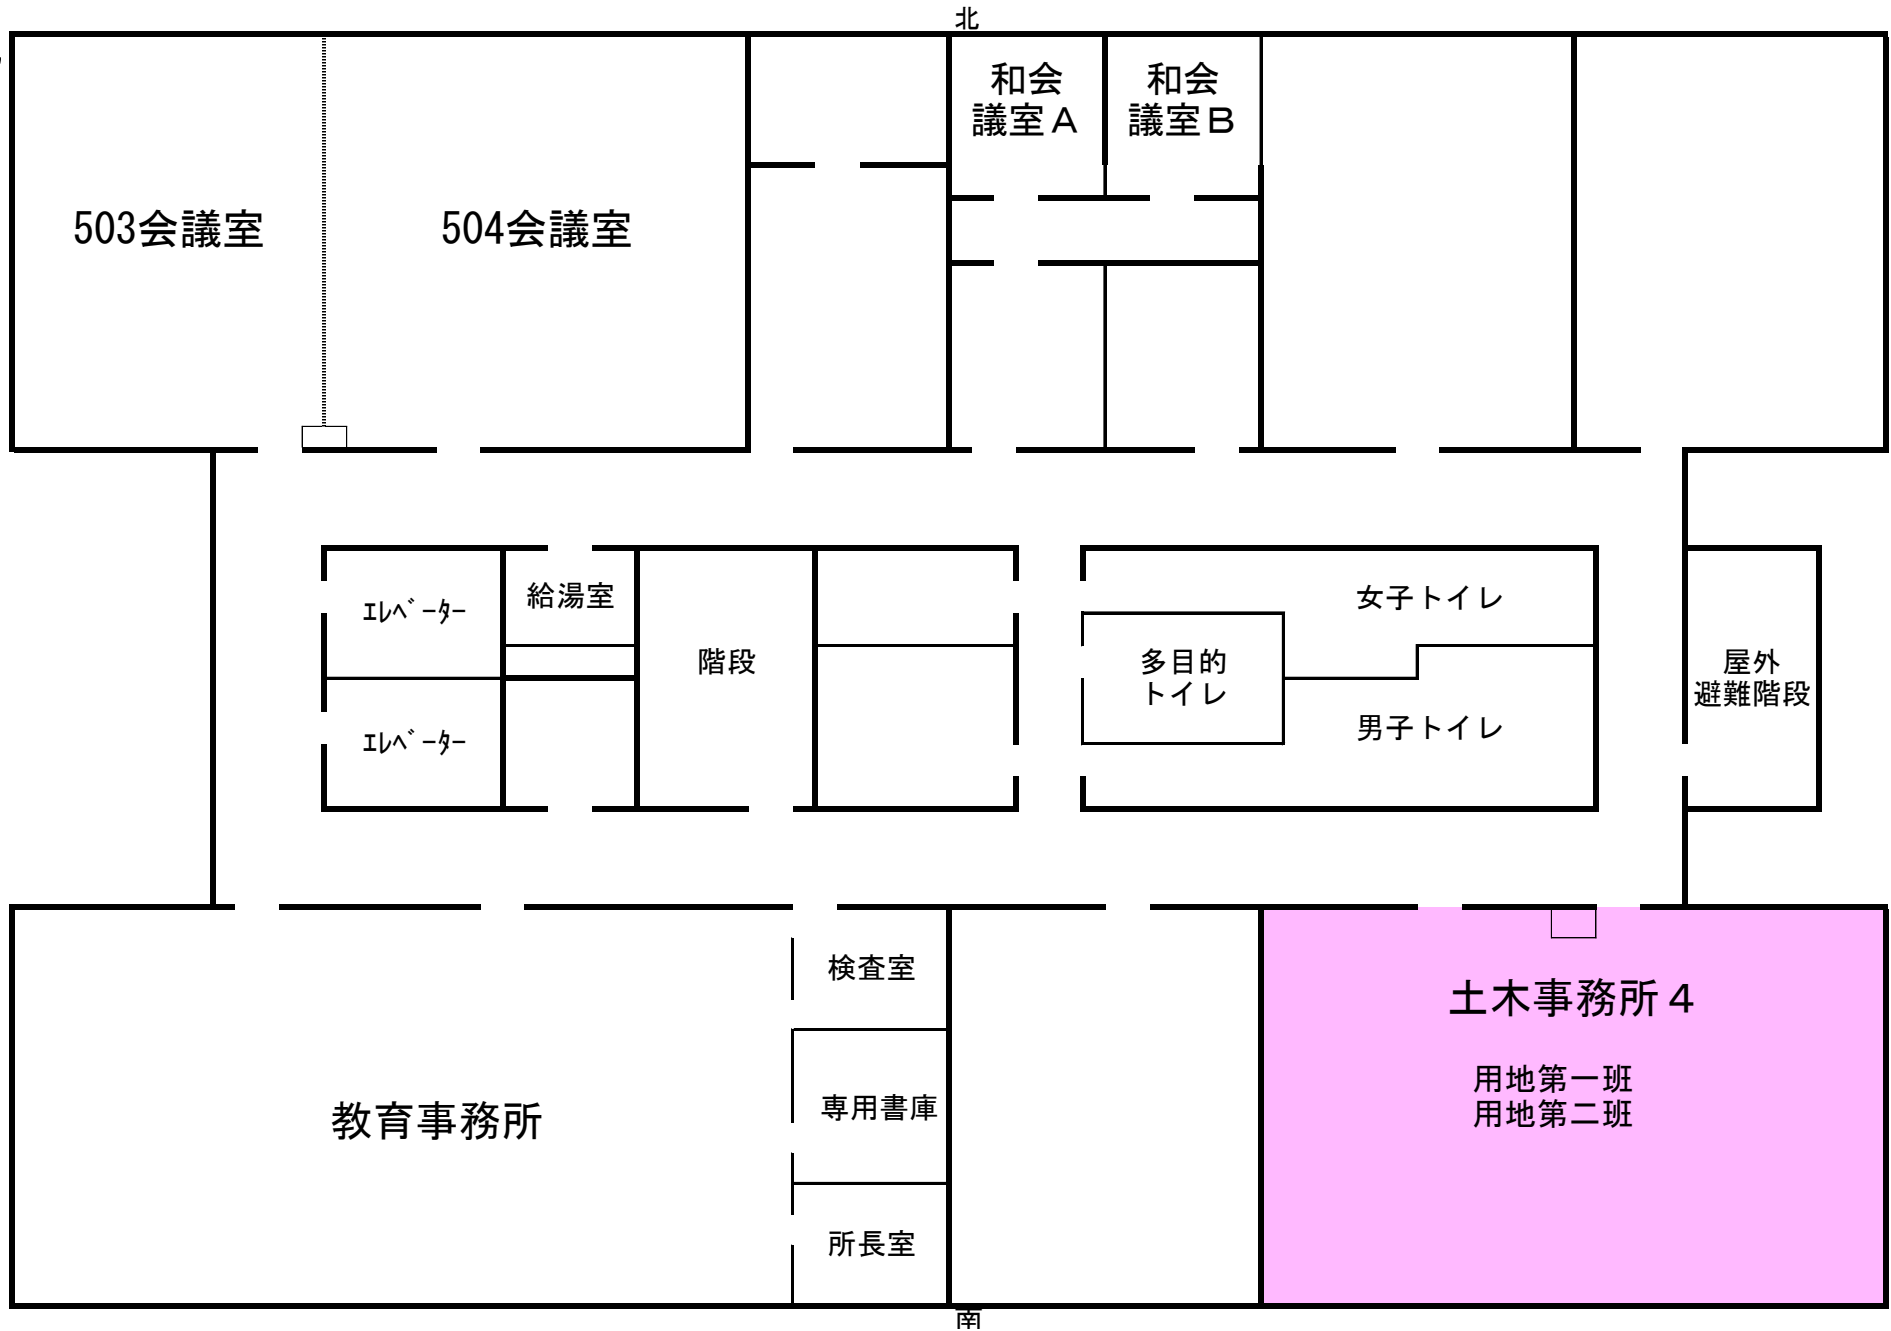 北
和会
議室Ａ
和会
議室Ｂ
503会議室
504会議室
ｴﾚﾍﾞｰﾀｰ
給湯室
階段
女子トイレ
多目的
トイレ
男子トイレ
屋外
避難階段
ｴﾚﾍﾞｰﾀｰ
検査室
土木事務所４
用地第一班
用地第二班
教育事務所
専用書庫
所長室
南